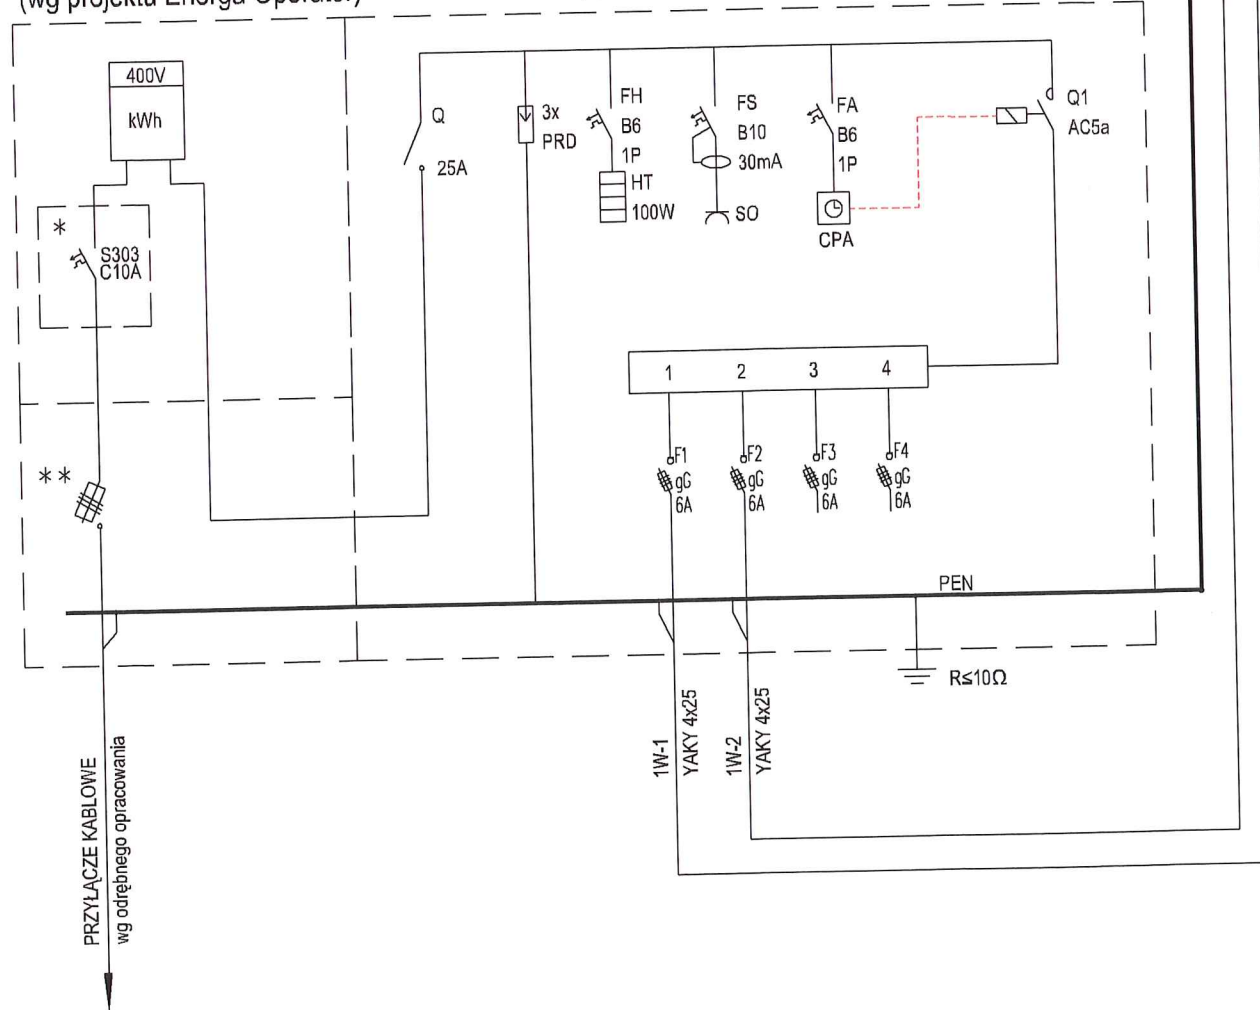 (wg projektu Energa Operator)
400V
kWh
*
S303
C10A
**
Q
25A
3x
PRD
FH
B6
1P
HT
100W
FS
B10
30mA
SO
FA
B6
1P
CPA
Q1
AC5a
1 2 3 4
F1
gG
6A
F2
gG
6A
F3
gG
6A
F4
gG
6A
PEN
R≤10Ω
1W-1
YAKY 4x25
1W-2
YAKY 4x25
PRZYŁĄCZE KABLOWE
wg odrębnego opracowania